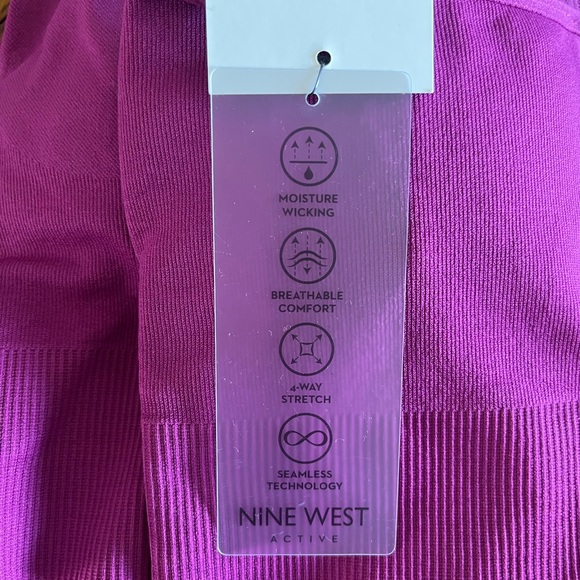 MOISTURE
WICKING
BREATHABLE
COMFORT
4-WAY
STRETCH
SEAMLESS
TECHNOLOGY
NINE WEST
ACTIVE